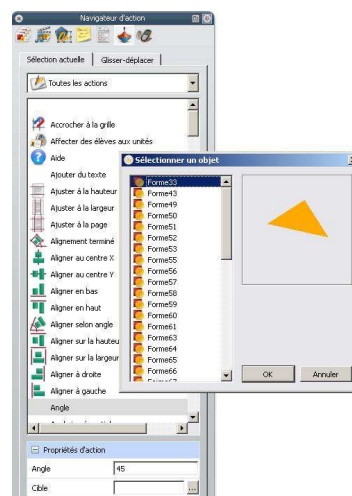 Navigateur d'action
Sélection actuelle
Glisser-déplacer
Toutes les actions
Accrocher à la grille
Affecter des élèves aux unités
Aide
Ajouter du texte
Ajuster à la hauteur
Ajuster à la largeur
Ajuster à la page
Alignement terminé
Aligner au centre X
Aligner au centre Y
Aligner en bas
Aligner en haut
Aligner selon angle
Aligner sur la hauteu
Aligner sur la largeur
Aligner à droite
Aligner à gauche
Angle
Propriétés d'action
Angle
45
Cible
...
Sélectionner un objet
Forme33
Forme43
Forme49
Forme50
Forme51
Forme52
Forme53
Forme55
Forme56
Forme57
Forme58
Forme59
Forme60
Forme61
Forme63
Forme64
Forme65
Forme66
OK
Annuler